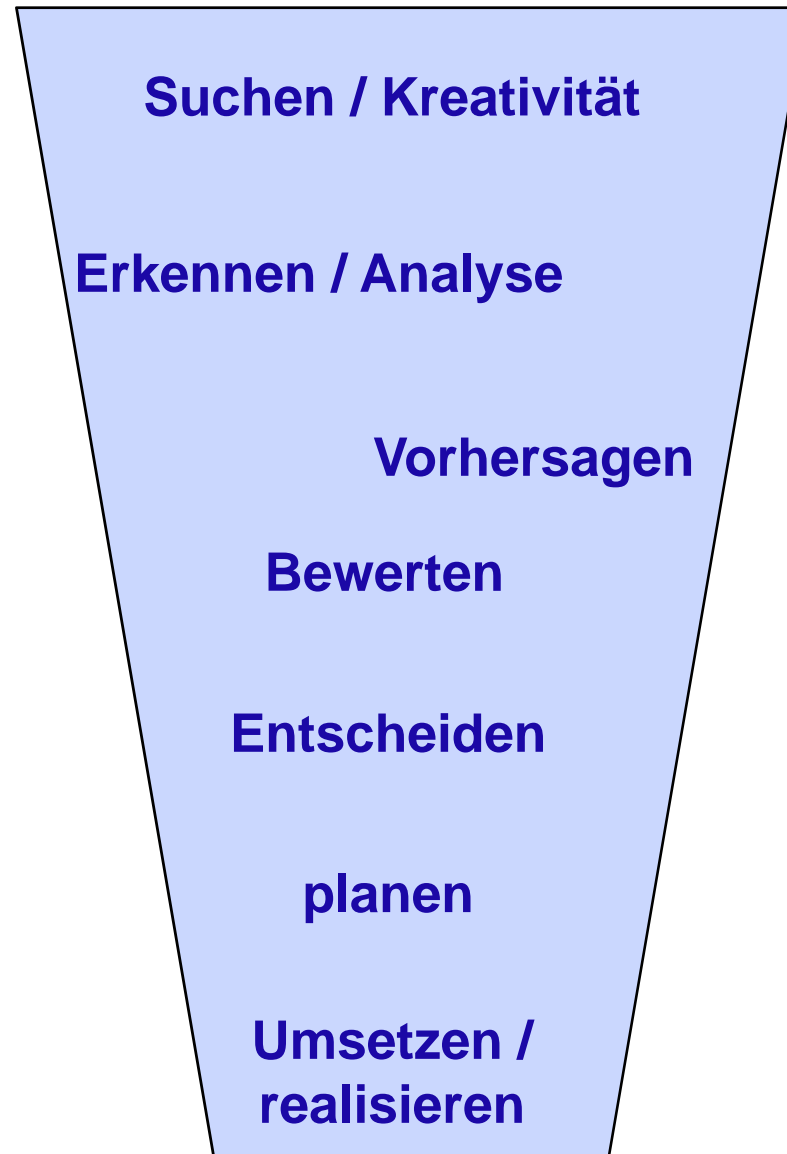 Suchen / Kreativität
Erkennen / Analyse
Vorhersagen
Bewerten
Entscheiden
planen
Umsetzen /
realisieren